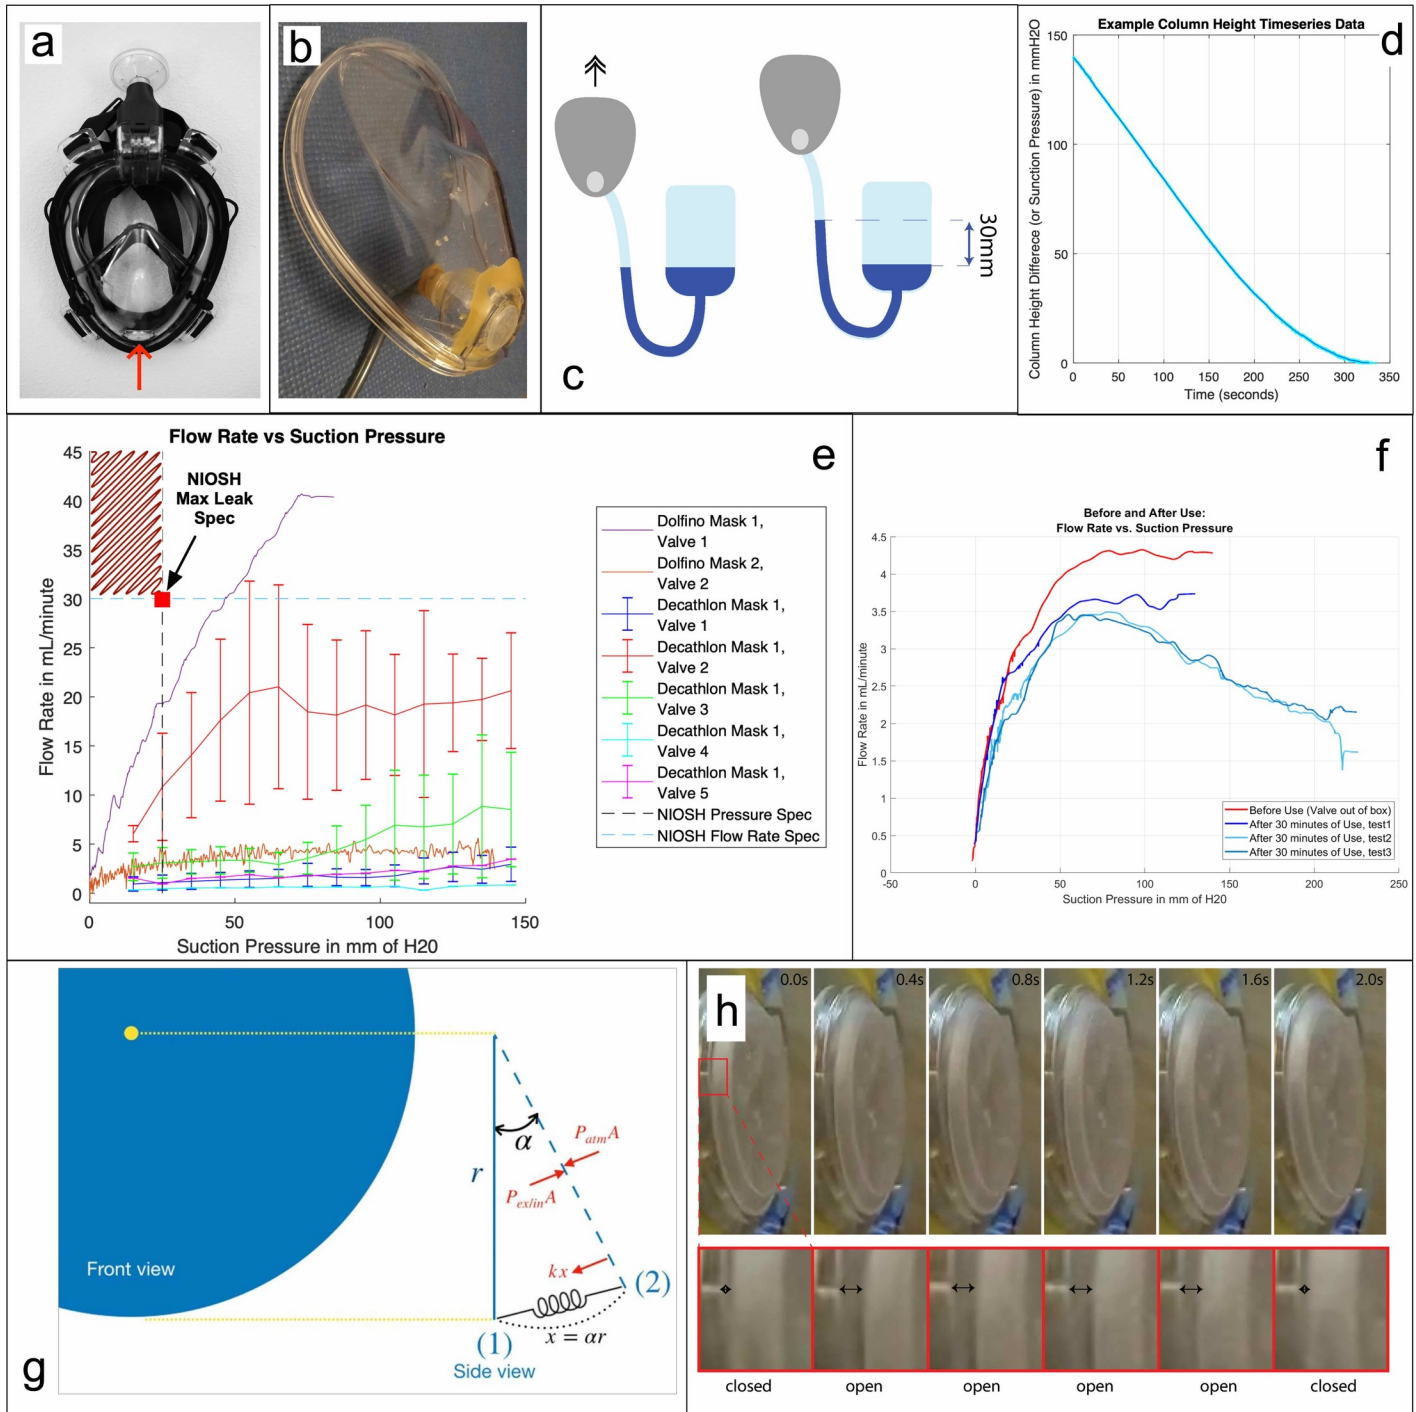 a
b
c
30mm
d
Example Column Height Timeseries Data
Column Height Differece (or Sunction Pressure) in mmH2O
150
100
50
0
0 50 100 150 200 250 300 350
Time (seconds)
e
Flow Rate vs Suction Pressure
Flow Rate in mL/minute
45
40
35
30
25
20
15
10
5
0
NIOSH
Max Leak
Spec
0 50 100 150
Suction Pressure in mm of H20
Dolfino Mask 1,
Valve 1
Dolfino Mask 2,
Valve 2
Decathlon Mask 1,
Valve 1
Decathlon Mask 1,
Valve 2
Decathlon Mask 1,
Valve 3
Decathlon Mask 1,
Valve 4
Decathlon Mask 1,
Valve 5
NIOSH Pressure Spec
NIOSH Flow Rate Spec
f
Before and After Use:
Flow Rate vs. Suction Pressure
Flow Rate in mL/minute
4.5
4
3.5
3
2.5
2
1.5
1
0.5
0
-50 0 50 100 150 200 250
Suction Pressure in mm of H20
Before Use (Valve out of box)
After 30 minutes of Use, test1
After 30 minutes of Use, test2
After 30 minutes of Use, test3
g
Front view
α
r
PatmA
Pex/inA
kx
(2)
x = αr
(1)
Side view
h
0.0s 0.4s 0.8s 1.2s 1.6s 2.0s
closed open open open open closed